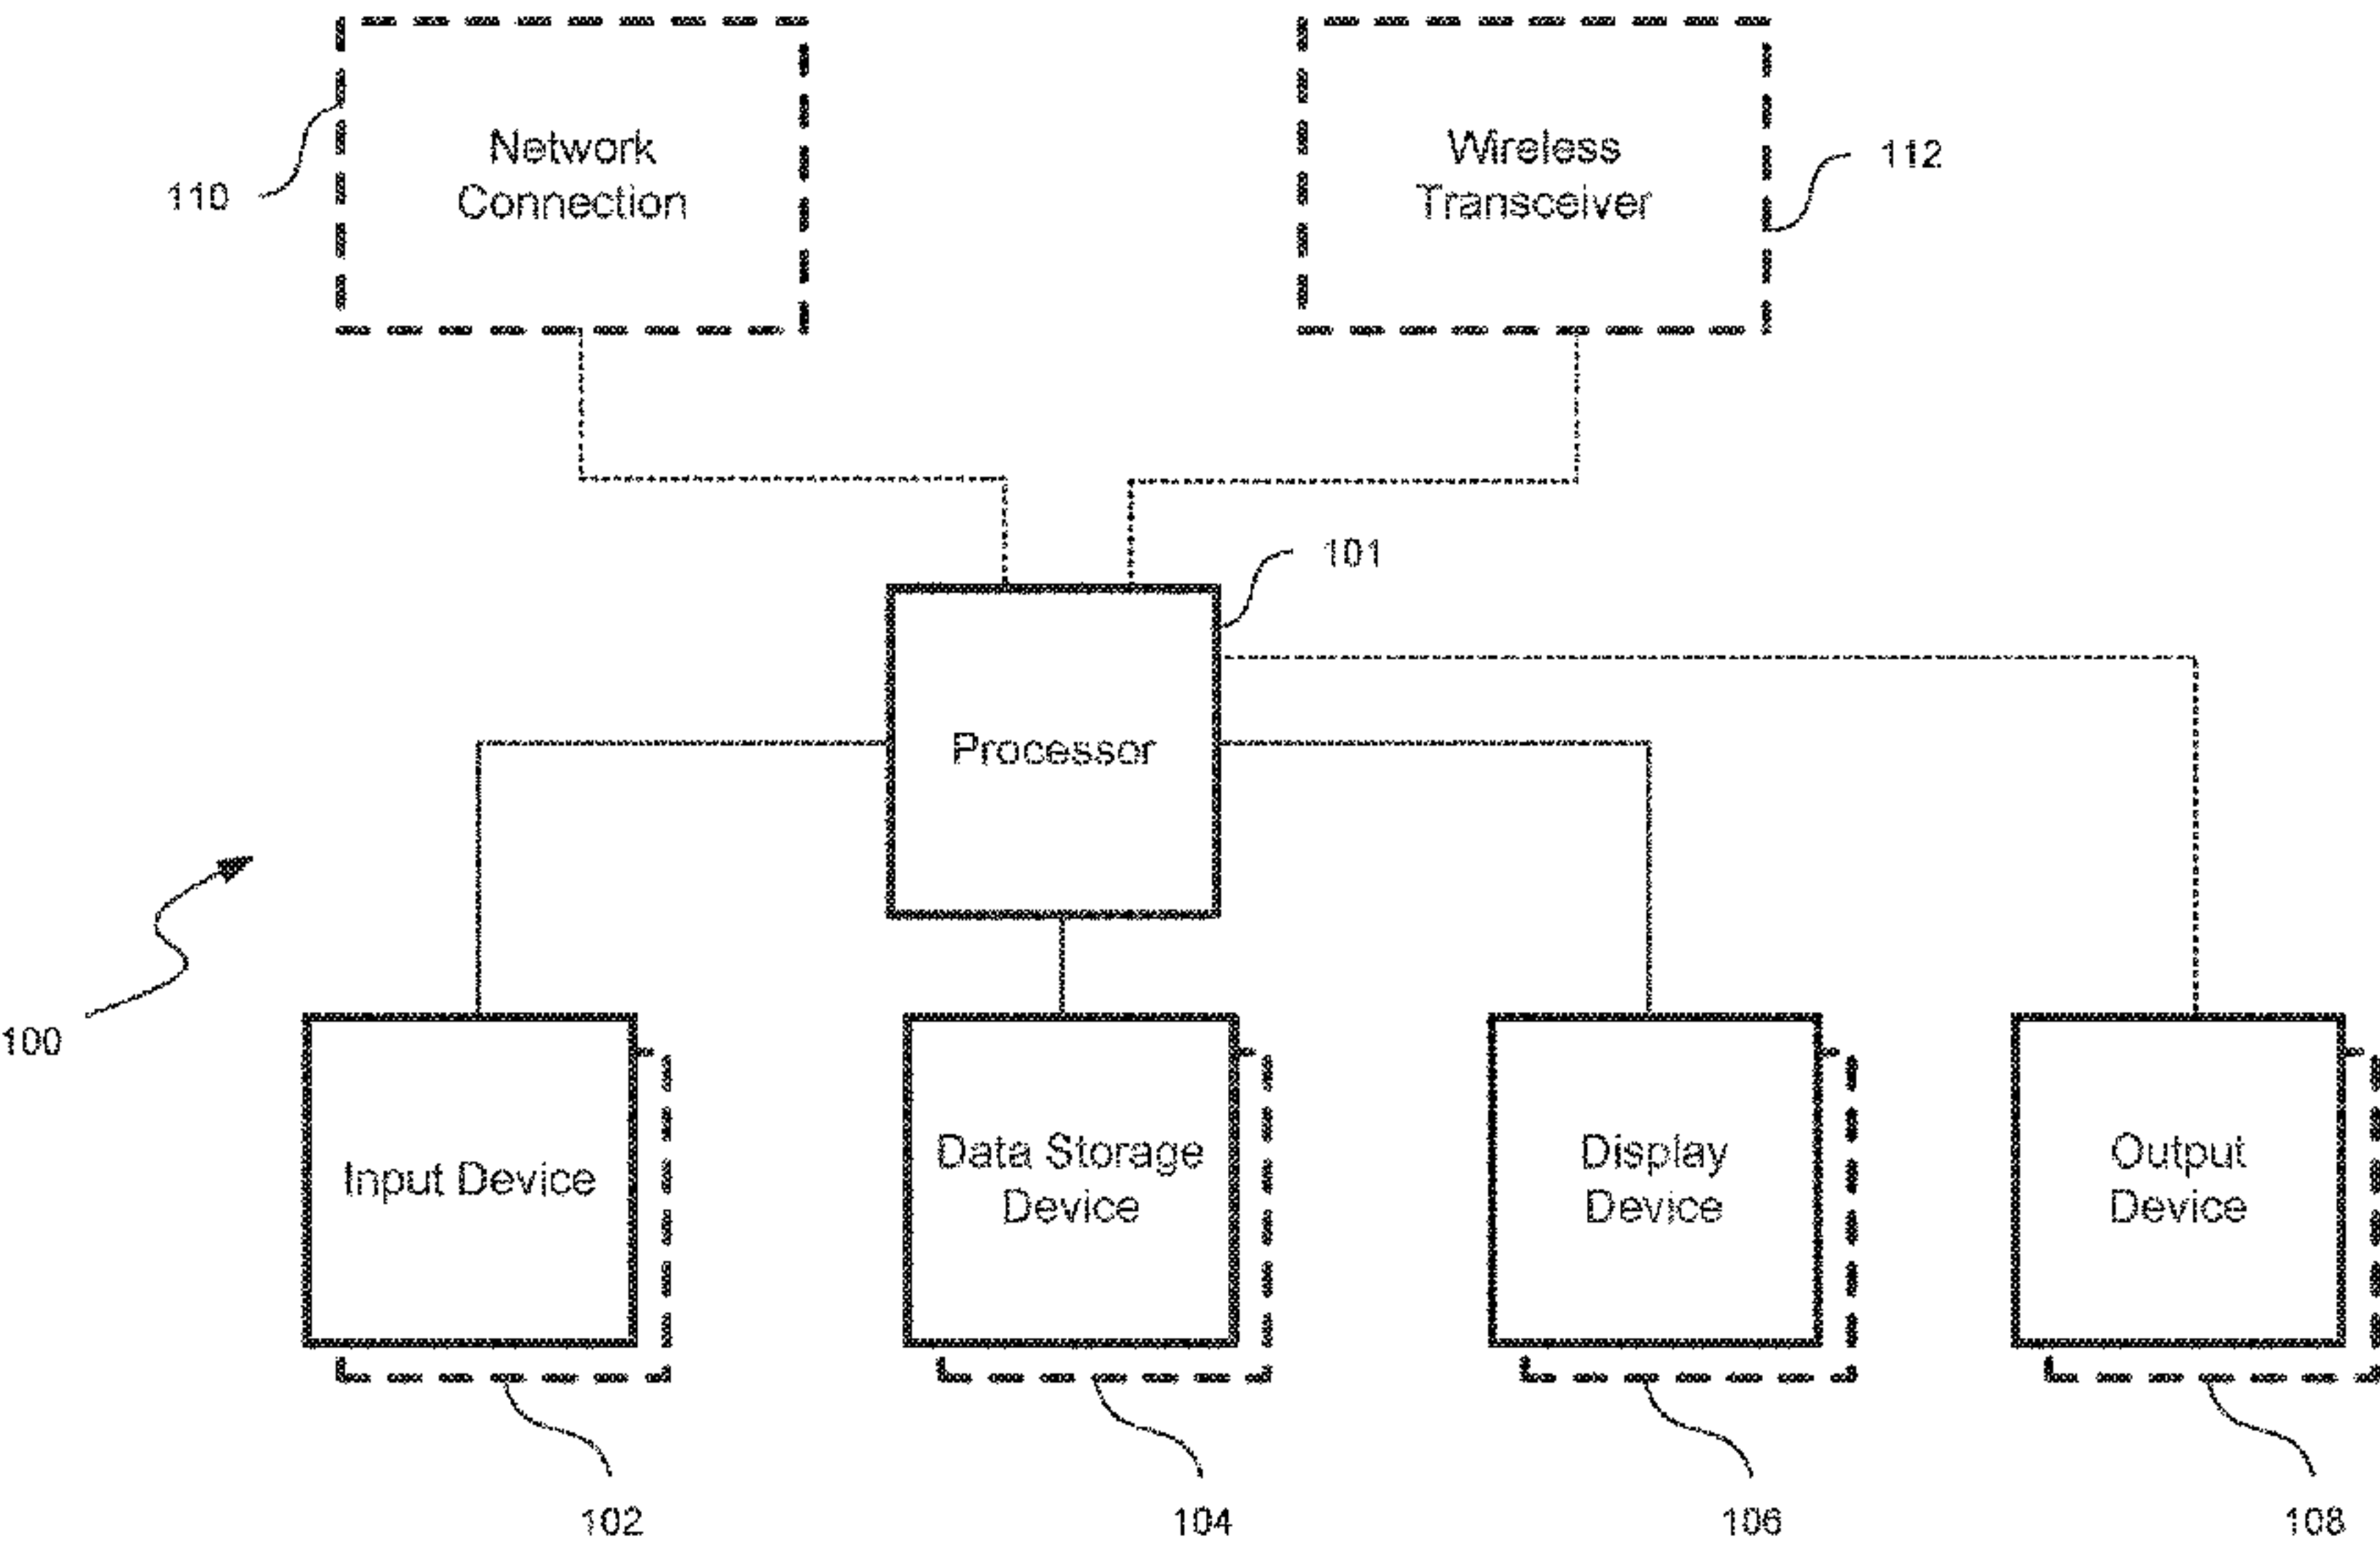 Network
Connection
110
Wireless
Transceiver
112
101
Processor
100
Input Device
Data Storage
Device
Display
Device
Output
Device
102
104
106
108